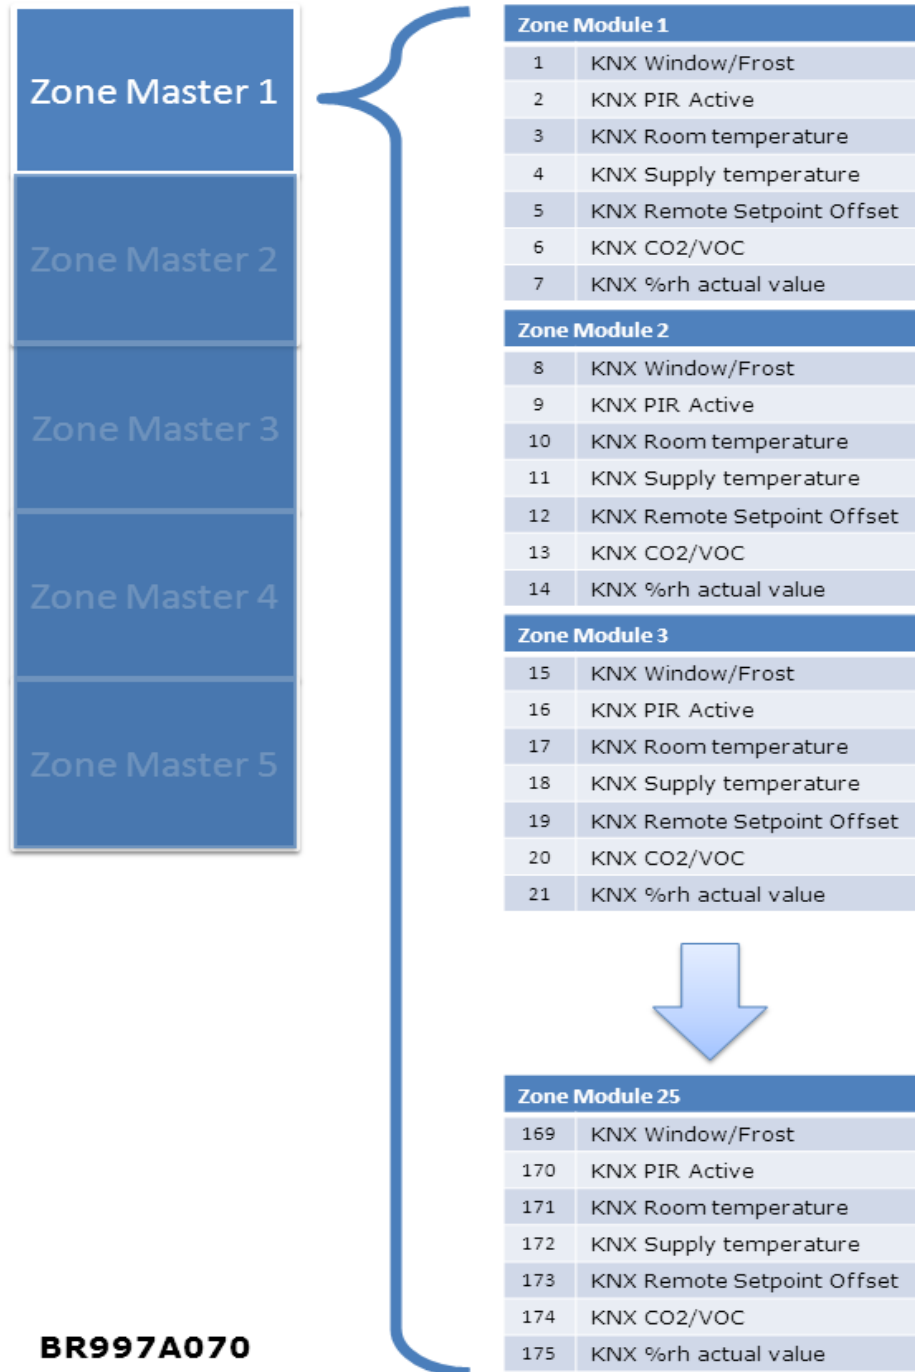 Zone Master 1
Zone Master 2
Zone Master 3
Zone Master 4
Zone Master 5
BR997A070
Zone Module 1
1 KNX Window/Frost
2 KNX PIR Active
3 KNX Room temperature
4 KNX Supply temperature
5 KNX Remote Setpoint Offset
6 KNX CO2/VOC
7 KNX %rh actual value
Zone Module 2
8 KNX Window/Frost
9 KNX PIR Active
10 KNX Room temperature
11 KNX Supply temperature
12 KNX Remote Setpoint Offset
13 KNX CO2/VOC
14 KNX %rh actual value
Zone Module 3
15 KNX Window/Frost
16 KNX PIR Active
17 KNX Room temperature
18 KNX Supply temperature
19 KNX Remote Setpoint Offset
20 KNX CO2/VOC
21 KNX %rh actual value
Zone Module 25
169 KNX Window/Frost
170 KNX PIR Active
171 KNX Room temperature
172 KNX Supply temperature
173 KNX Remote Setpoint Offset
174 KNX CO2/VOC
175 KNX %rh actual value